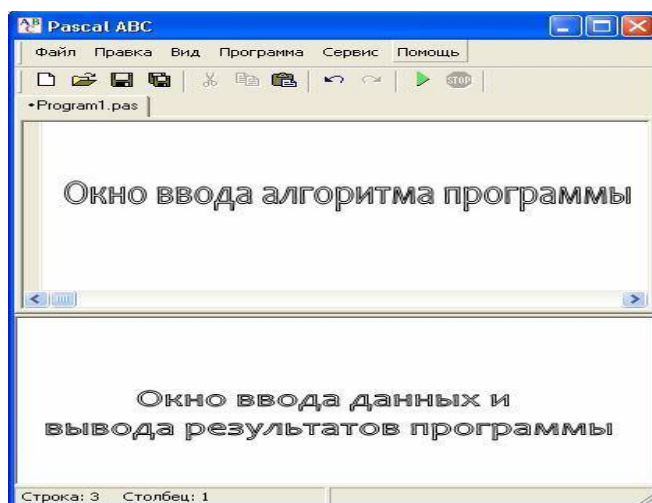 Pascal ABC
Файл Правка Вид Программа Сервис Помощь
STOP
•Program1.pas
Окно ввода алгоритма программы
Окно ввода данных и
вывода результатов программы
Строка: 3 Столбец: 1